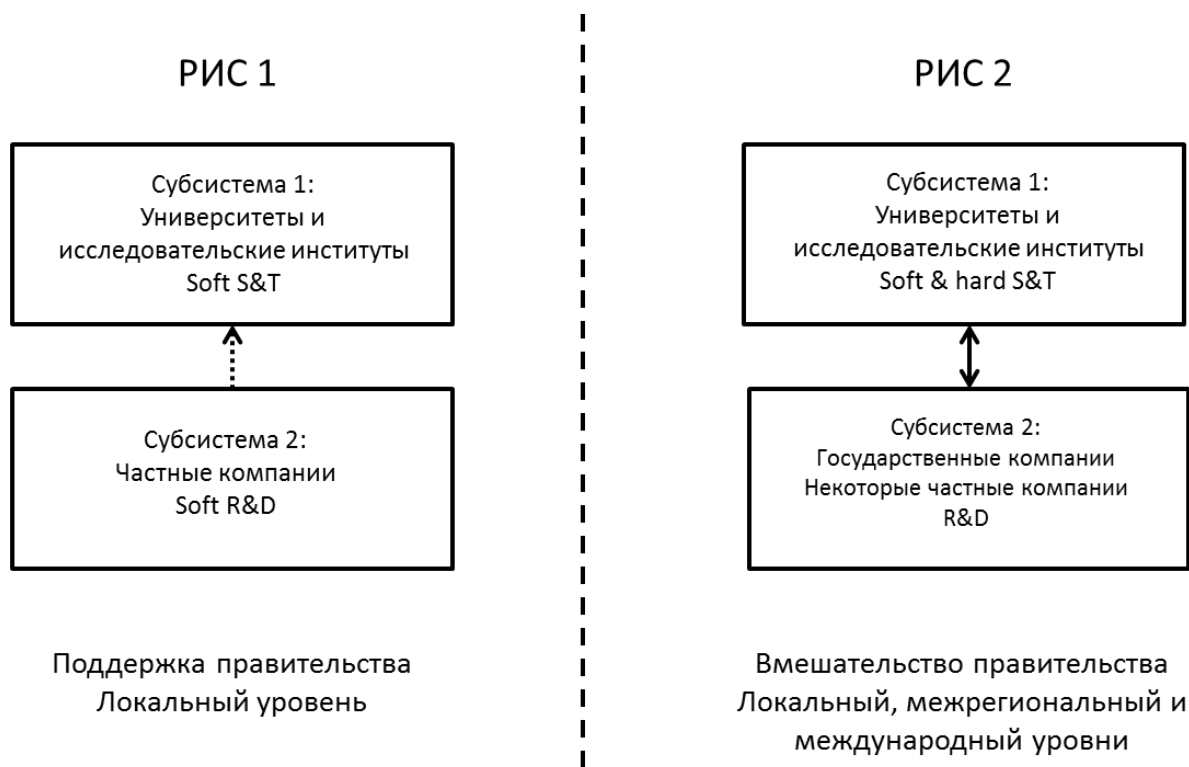 РИС 1
Субсистема 1:
Университеты и
исследовательские институты
Soft S&T
Субсистема 2:
Частные компании
Soft R&D
Поддержка правительства
Локальный уровень
РИС 2
Субсистема 1:
Университеты и
исследовательские институты
Soft & hard S&T
Субсистема 2:
Государственные компании
Некоторые частные компании
R&D
Вмешательство правительства
Локальный, межрегиональный и
международный уровни